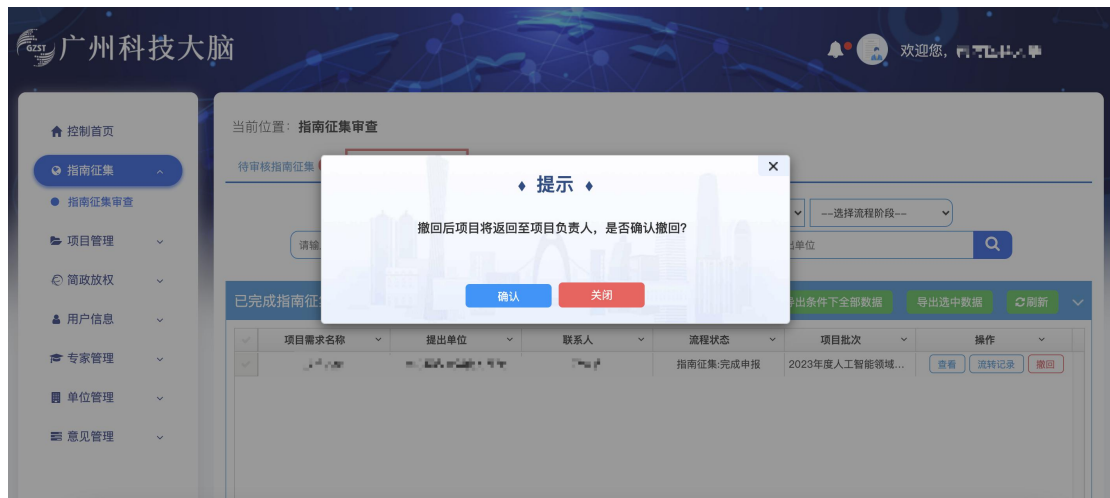 GZST 广州科技大脑
欢迎您,
控制首页
指南征集
指南征集审查
项目管理
简政放权
用户信息
专家管理
单位管理
意见管理
当前位置: 指南征集审查
待审核指南征集
提示
撤回后项目将返回至项目负责人，是否确认撤回?
确认 关闭
--选择流程阶段--
请输 出单位
已完成指南征 导出条件下全部数据 导出选中数据 刷新
项目需求名称 提出单位 联系人 流程状态 项目批次 操作
指南征集:完成申报 2023年度人工智能领域... 查看 流转记录 撤回